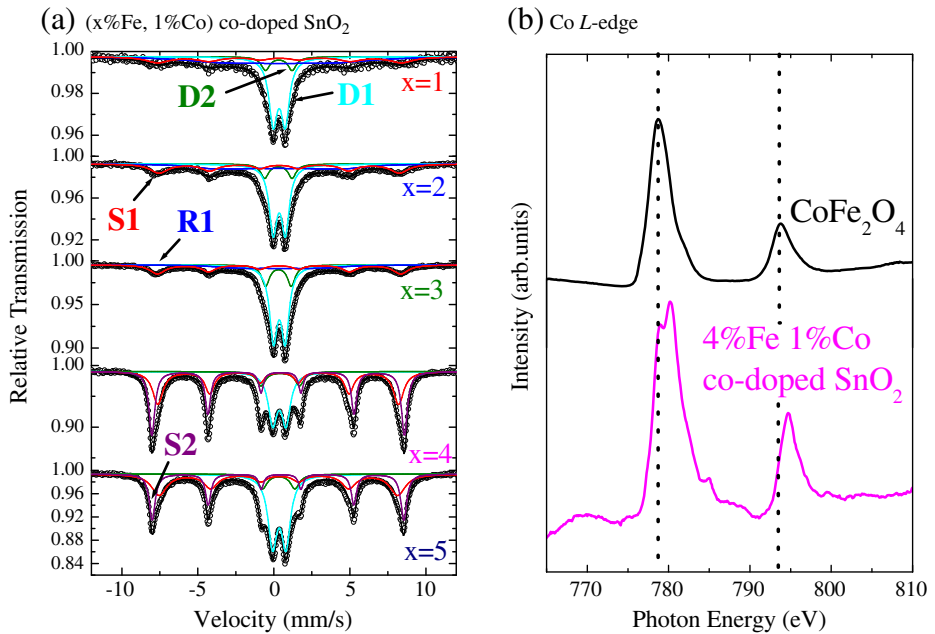 (a) (x%Fe, 1%Co) co-doped SnO₂
1.00
0.98
0.96
D2
D1
x=1
1.00
0.96
0.92
S1
R1
x=2
1.00
0.95
0.90
x=3
1.00
0.90
S2
x=4
1.00
0.96
0.92
0.88
0.84
x=5
-10 -5 0 5 10
Velocity (mm/s)
Relative Transmission
(b) Co L-edge
CoFe₂O₄
4%Fe 1%Co
co-doped SnO₂
Intensity (arb.units)
770 780 790 800 810
Photon Energy (eV)